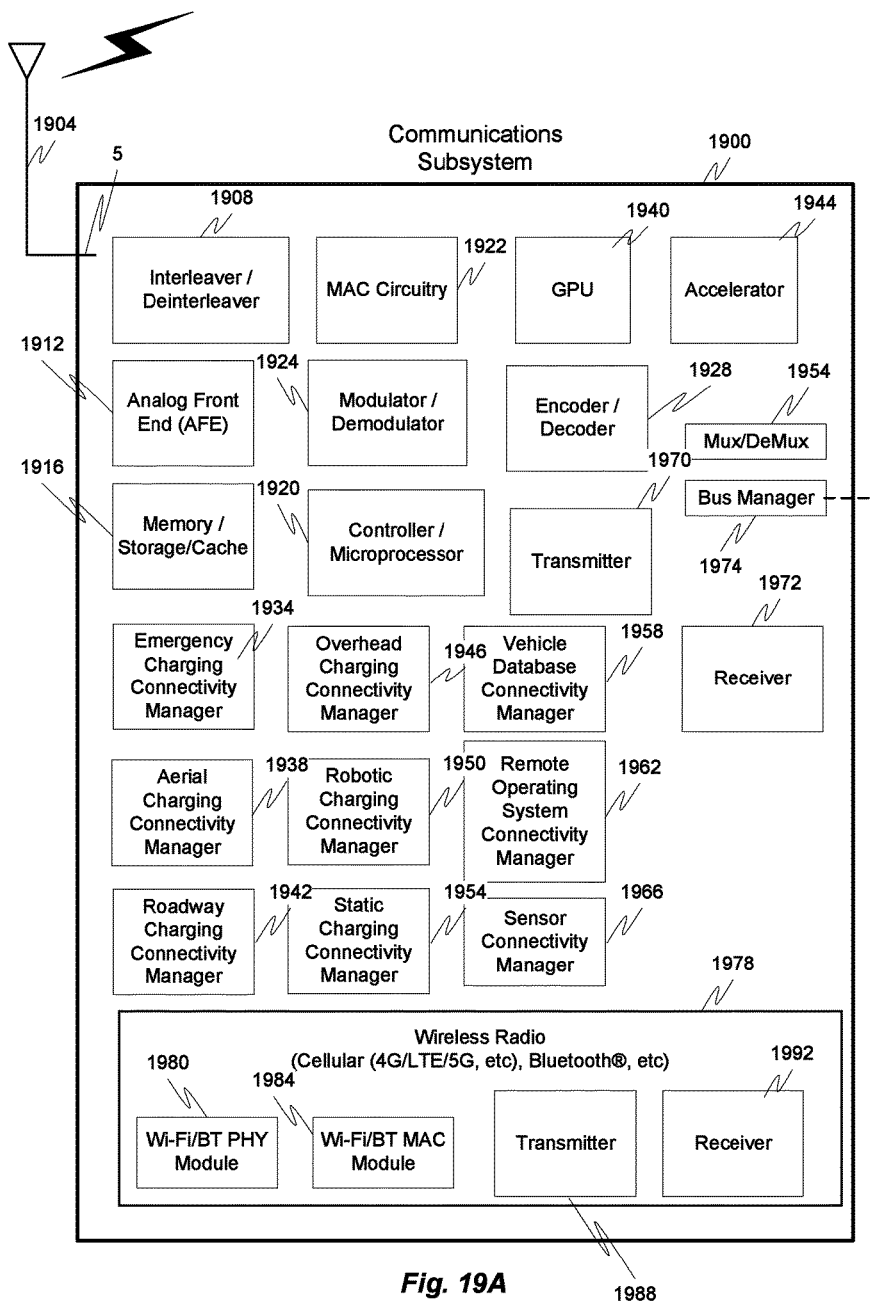 1904
5
Communications
Subsystem
1900
1908
1922
1940
1944
Interleaver /
Deinterleaver
MAC Circuitry
GPU
Accelerator
1912
1924
1928
1954
Analog Front
End (AFE)
Modulator /
Demodulator
Encoder /
Decoder
Mux/DeMux
1916
1920
1970
Bus Manager
Memory /
Storage/Cache
Controller /
Microprocessor
Transmitter
1974
1972
1934
1946
1958
Emergency
Charging
Connectivity
Manager
Overhead
Charging
Connectivity
Manager
Vehicle
Database
Connectivity
Manager
Receiver
1938
1950
1962
Aerial
Charging
Connectivity
Manager
Robotic
Charging
Connectivity
Manager
Remote
Operating
System
Connectivity
Manager
1942
1954
1966
Roadway
Charging
Connectivity
Manager
Static
Charging
Connectivity
Manager
Sensor
Connectivity
Manager
1978
Wireless Radio
(Cellular (4G/LTE/5G, etc), Bluetooth®, etc)
1980
1984
1992
Wi-Fi/BT PHY
Module
Wi-Fi/BT MAC
Module
Transmitter
Receiver
1988
Fig. 19A